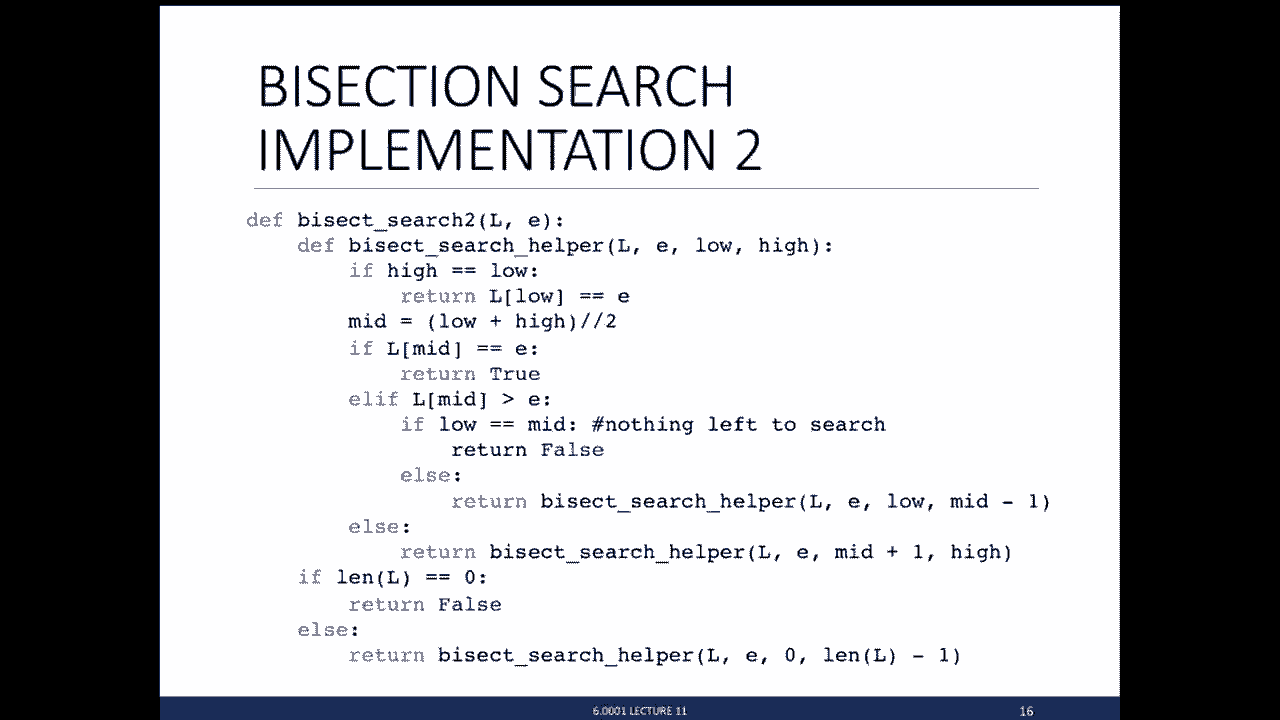 BISECTION SEARCH
IMPLEMENTATION 2
def bisect_search2(L, e):
    def bisect_search_helper(L, e, low, high):
        if high == low:
            return L[low] == e
        mid = (low + high)//2
        if L[mid] == e:
            return True
        elif L[mid] > e:
            if low == mid: #nothing left to search
                return False
            else:
                return bisect_search_helper(L, e, low, mid - 1)
        else:
            return bisect_search_helper(L, e, mid + 1, high)
    if len(L) == 0:
        return False
    else:
        return bisect_search_helper(L, e, 0, len(L) - 1)
6.0001 LECTURE 11
16